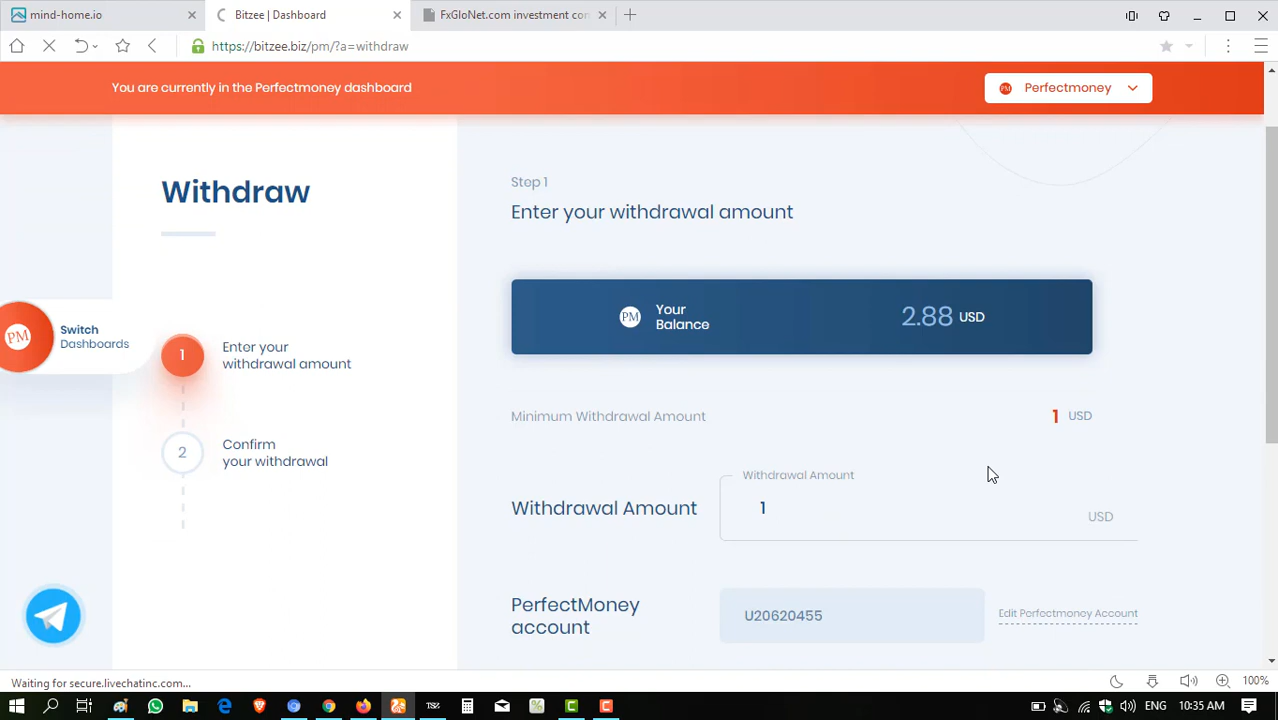 mind-home.io
Bitzee | Dashboard
FxGloNet.com investment cor
https://bitzee.biz/pm/?a=withdraw
You are currently in the Perfectmoney dashboard
PM Perfectmoney
Withdraw
Step 1
Enter your withdrawal amount
PM
Your
Balance
2.88 USD
PM
Switch
Dashboards
1
Enter your
withdrawal amount
Minimum Withdrawal Amount
1 USD
2
Confirm
your withdrawal
Withdrawal Amount
Withdrawal Amount
1
USD
PerfectMoney
account
U20620455
Edit Perfectmoney Account
Waiting for secure.livechatinc.com...
100%
ENG
10:35 AM